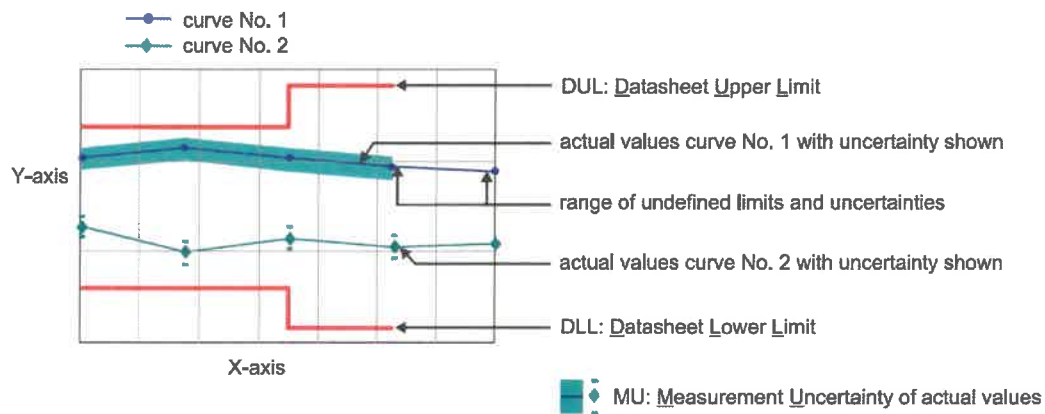 curve No. 1
curve No. 2
DUL: Datasheet Upper Limit
actual values curve No. 1 with uncertainty shown
Y-axis
range of undefined limits and uncertainties
actual values curve No. 2 with uncertainty shown
DLL: Datasheet Lower Limit
X-axis
MU: Measurement Uncertainty of actual values